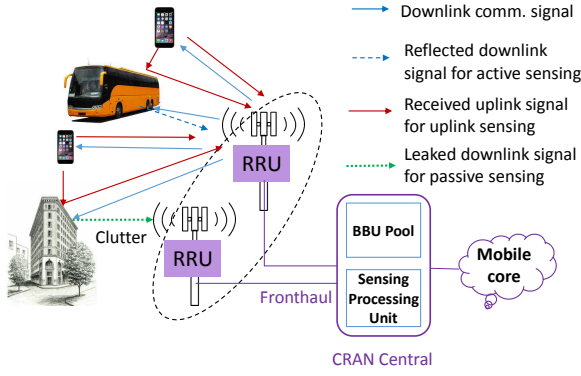 Downlink comm. signal
Reflected downlink
signal for active sensing
Received uplink signal
for uplink sensing
Leaked downlink signal
for passive sensing
RRU
Clutter
RRU
Fronthaul
BBU Pool
Sensing
Processing
Unit
CRAN Central
Mobile
core